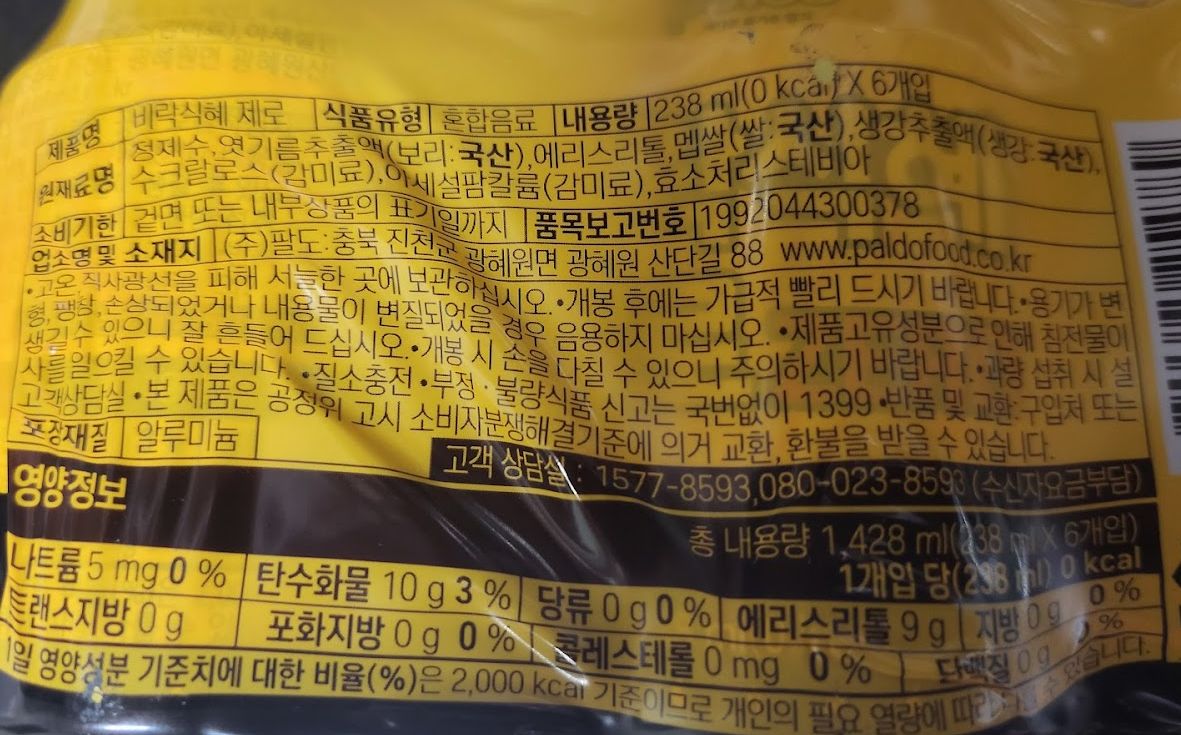 제품명 비락식혜 제로 식품유형 혼합음료 내용량 238 ml(0 kcal) X 6개입
원재료명 정제수, 엿기름추출액(보리:국산), 에리스리톨, 멥쌀(쌀:국산), 생강추출액(생강:국산),
수크랄로스(감미료), 아세설팜칼륨(감미료), 효소처리스테비아
소비기한 겉면 또는 내부상품의 표기일까지 품목보고번호 1992044300378
업소명 및 소재지 (주)팔도:충북 진천군 광혜원면 광혜원 산단길 88 www.paldofood.co.kr
•고온 직사광선을 피해 서늘한 곳에 보관하십시오. •개봉 후에는 가급적 빨리 드시기 바랍니다. •용기가 변
형, 팽창, 손상되었거나 내용물이 변질되었을 경우 음용하지 마십시오. •제품고유성분으로 인해 침전물이
생길수 있으니 잘 흔들어 드십시오. •개봉 시 손을 다칠 수 있으니 주의하시기 바랍니다. •과량 섭취 시 설
사를 일으킬 수 있습니다. •질소충전 •부정·불량식품 신고는 국번없이 1399 •반품 및 교환:구입처 또는
고객상담실 •본 제품은 공정위 고시 소비자분쟁해결기준에 의거 교환, 환불을 받을 수 있습니다.
포장재질 알루미늄
고객 상담실 : 1577-8593,080-023-8593 (수신자요금부담)
영양정보
총 내용량 1,428 ml(238 ml X 6개입)
1개입 당(238 ml) 0 kcal
나트륨 5 mg 0 % 탄수화물 10 g 3 % 당류 0 g 0 % 에리스리톨 9 g 지방 0 g 0 %
트랜스지방 0 g 포화지방 0 g 0 % 콜레스테롤 0 mg 0 % 단백질 0 g %
1일 영양성분 기준치에 대한 비율(%)은 2,000 kcal 기준이므로 개인의 필요 열량에 따라 수 있습니다.